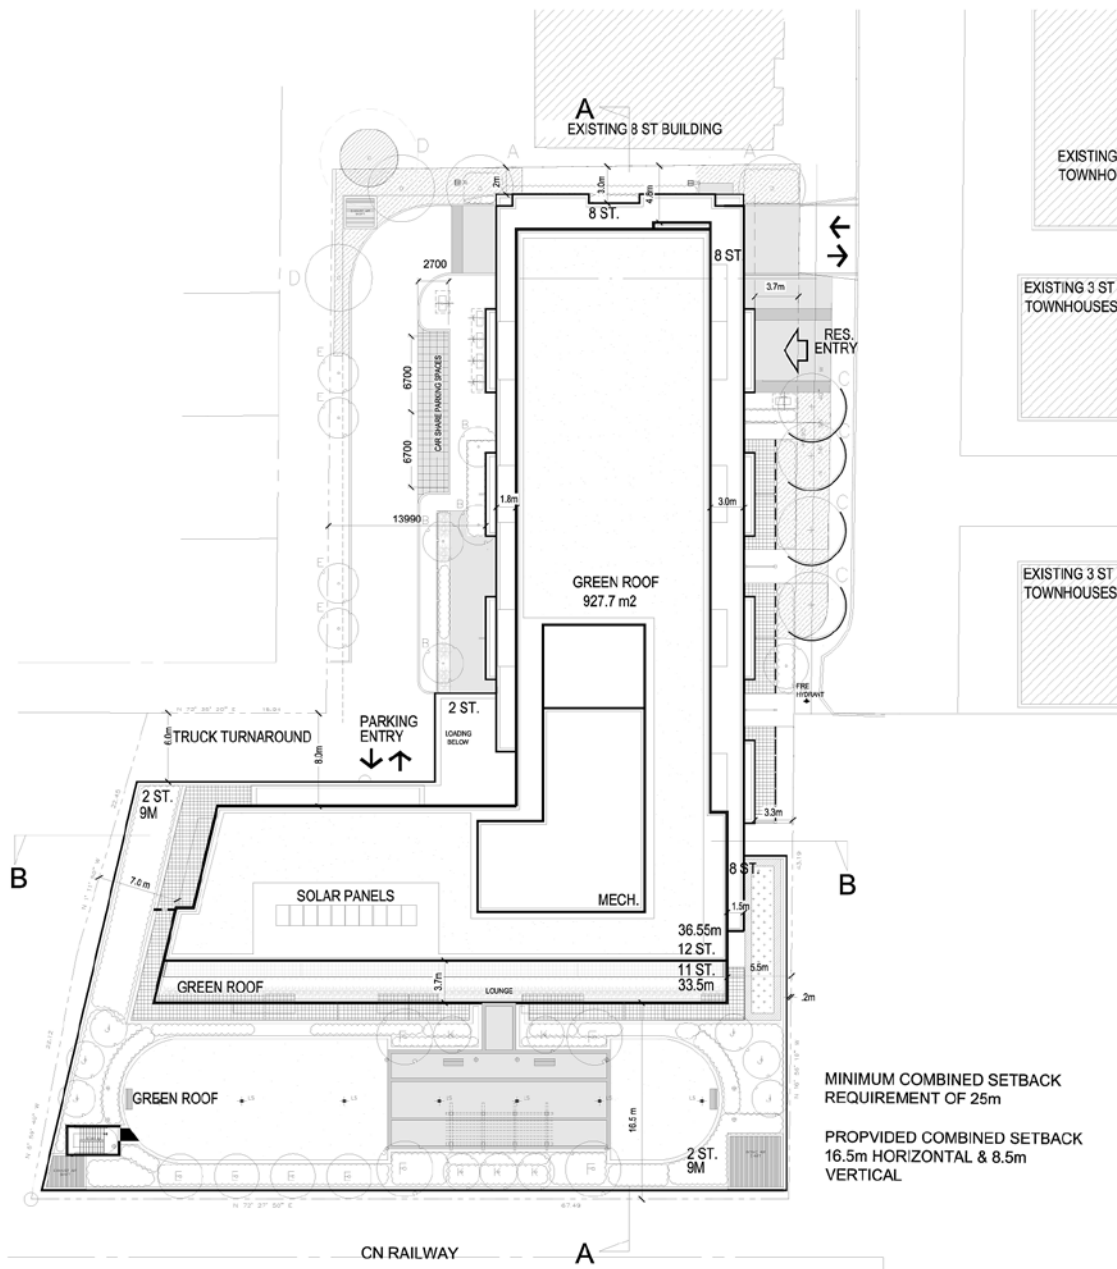 A
EXISTING 8 ST BUILDING
EXISTING
TOWNHO
D
A
A
2m
3.0m
4.8m
8 ST.
8 ST.
D
2700
3.7m
EXISTING 3 ST
TOWNHOUSES
RES.
ENTRY
E
6700
CAR SHARE PARKING SPACES
6700
E
C
B
1.8m
3.0m
C
13990
B
B
C
GREEN ROOF
927.7 m2
EXISTING 3 ST
TOWNHOUSES
E
C
E
B
FIRE
HYDRANT
2 ST.
LOADING
BELOW
PARKING
ENTRY
TRUCK TURNAROUND
6.0m
8.0m
2 ST.
9M
3.3m
B
8 ST.
B
7.0 m
1.5m
SOLAR PANELS
MECH.
36.55m
12 ST.
11 ST.
33.5m
5.5m
GREEN ROOF
3.7m
LOUNGE
.2m
GREEN ROOF
16.5 m
MINIMUM COMBINED SETBACK
REQUIREMENT OF 25m
PROPVIDED COMBINED SETBACK
16.5m HORIZONTAL & 8.5m
VERTICAL
2 ST.
9M
N 72° 27' 50" E
67.49
CN RAILWAY
A